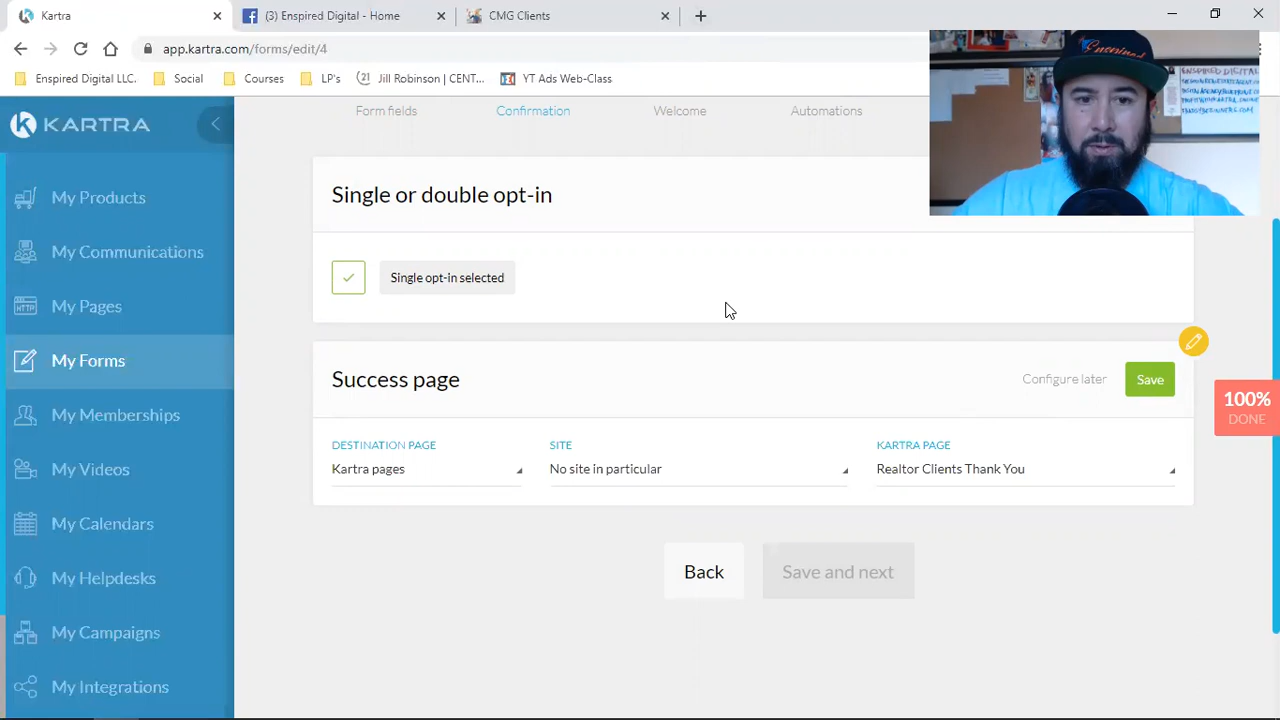 Kartra
(3) Enspired Digital - Home
CMG Clients
app.kartra.com/forms/edit/4
Enspired Digital LLC.
Social
Courses
LP's
Jill Robinson | CENT...
Air Web-Class
KARTRA
Form fields
Confirmation
Welcome
Automations
My Products
My Communications
My Pages
My Forms
My Memberships
My Videos
My Calendars
My Helpdesks
My Campaigns
My Integrations
Single or double opt-in
Single opt-in selected
Success page
Configure later
Save
DESTINATION PAGE
SITE
KARTRA PAGE
Kartra pages
No site in particular
Realtor Clients Thank You
100%
DONE
Back
Save and next